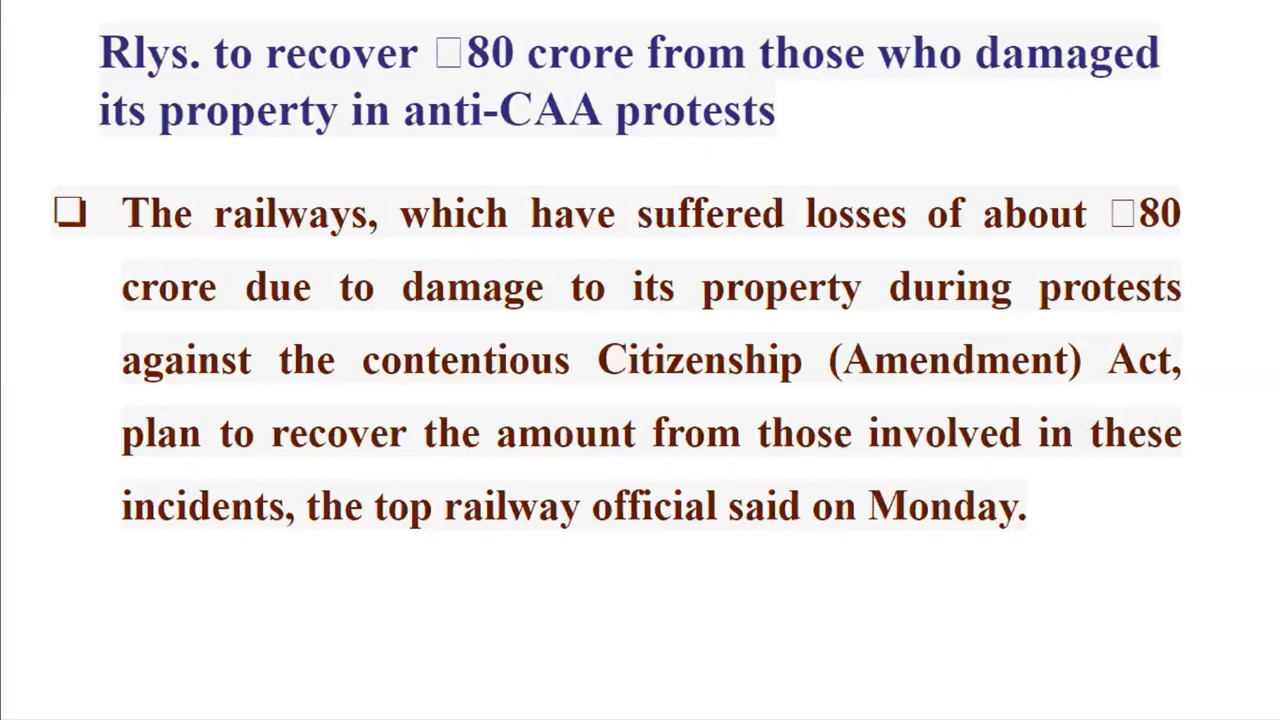 Rlys. to recover □80 crore from those who damaged
its property in anti-CAA protests
❑ The railways, which have suffered losses of about □80
crore due to damage to its property during protests
against the contentious Citizenship (Amendment) Act,
plan to recover the amount from those involved in these
incidents, the top railway official said on Monday.